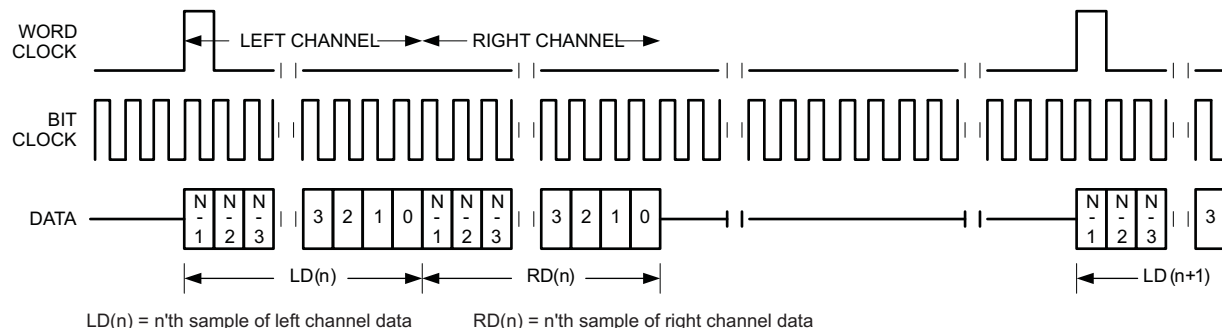 WORD
CLOCK
LEFT CHANNEL
RIGHT CHANNEL
BIT
CLOCK
DATA
N-1 N-2 N-3 3 2 1 0 N-1 N-2 N-3 3 2 1 0 N-1 N-2 N-3 3
LD(n) RD(n) LD (n+1)
LD(n) = n'th sample of left channel data RD(n) = n'th sample of right channel data